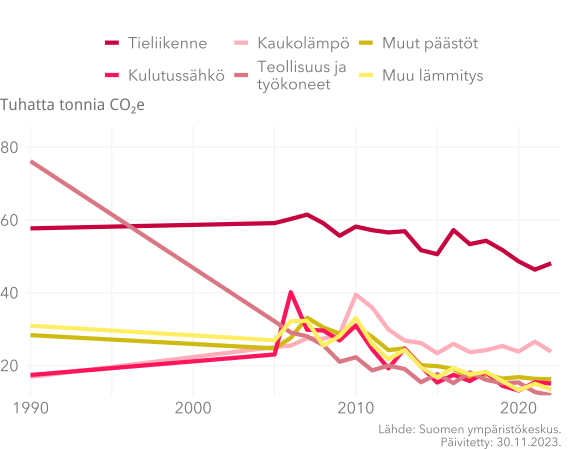 Tieliikenne
Kaukolämpö
Muut päästöt
Kulutussähkö
Teollisuus ja
työkoneet
Muu lämmitys
Tuhatta tonnia CO₂e
80
60
40
20
1990
2000
2010
2020
Lähde: Suomen ympäristökeskus.
Päivitetty: 30.11.2023.